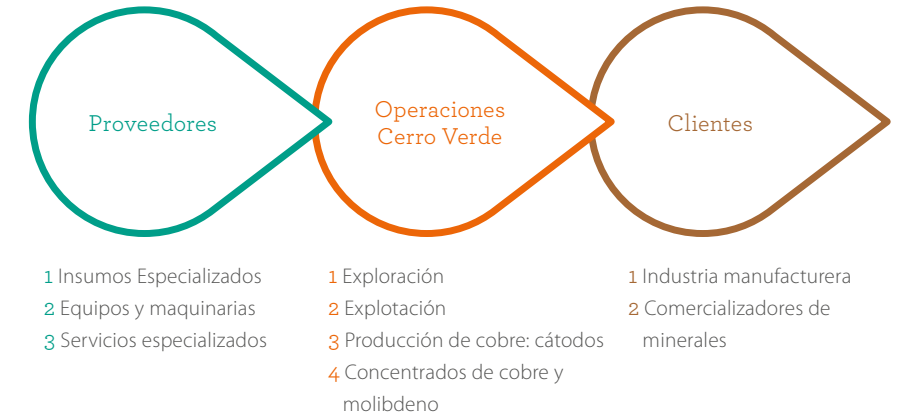 Proveedores
Operaciones
Cerro Verde
Clientes
1 Insumos Especializados
2 Equipos y maquinarias
3 Servicios especializados
1 Exploración
2 Explotación
3 Producción de cobre: cátodos
4 Concentrados de cobre y
molibdeno
1 Industria manufacturera
2 Comercializadores de
minerales